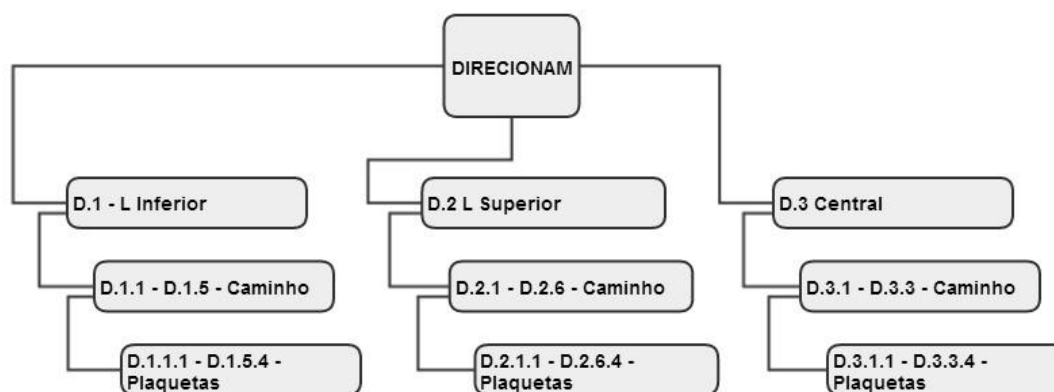 DIRECIONAM
D.1 - L Inferior
D.2 L Superior
D.3 Central
D.1.1 - D.1.5 - Caminho
D.2.1 - D.2.6 - Caminho
D.3.1 - D.3.3 - Caminho
D.1.1.1 - D.1.5.4 -
Plaquetas
D.2.1.1 - D.2.6.4 -
Plaquetas
D.3.1.1 - D.3.3.4 -
Plaquetas